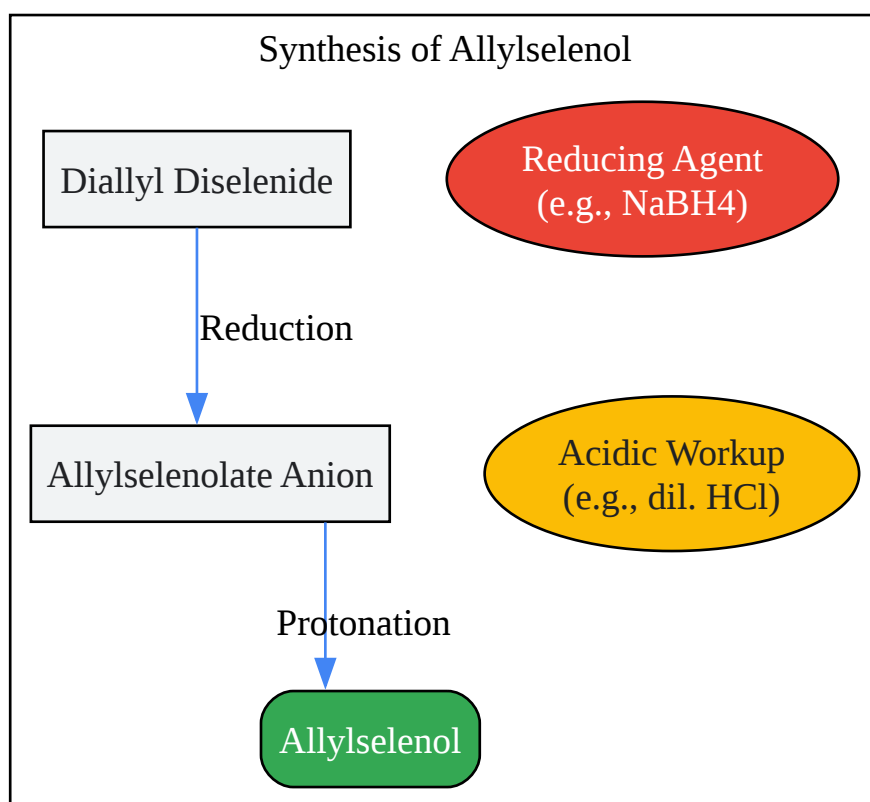 Synthesis of Allylselenol
Diallyl Diselenide
Reducing Agent
(e.g., NaBH4)
Reduction
Allylselenolate Anion
Acidic Workup
(e.g., dil. HCl)
Protonation
Allylselenol